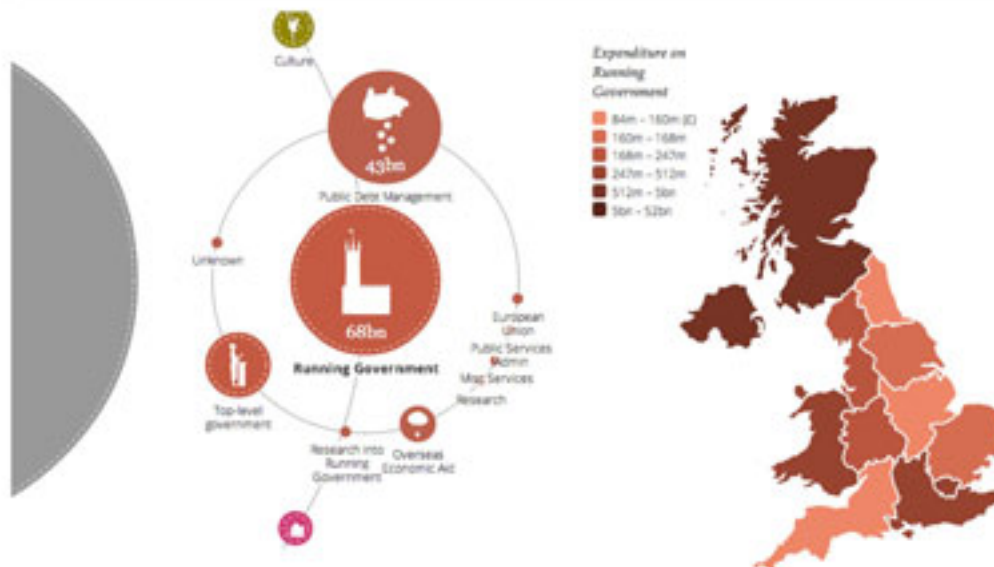 Culture
43bn
Public Debt Management
Unknown
68bn
Running Government
European
Union
Public Services
Admin
Misc Services
Research
Top-level
government
Research into
Running
Government
Overseas
Economic Aid
Expenditure on
Running
Government
84m – 160m (£)
160m – 168m
168m – 247m
247m – 512m
512m – 5bn
5bn – 52bn